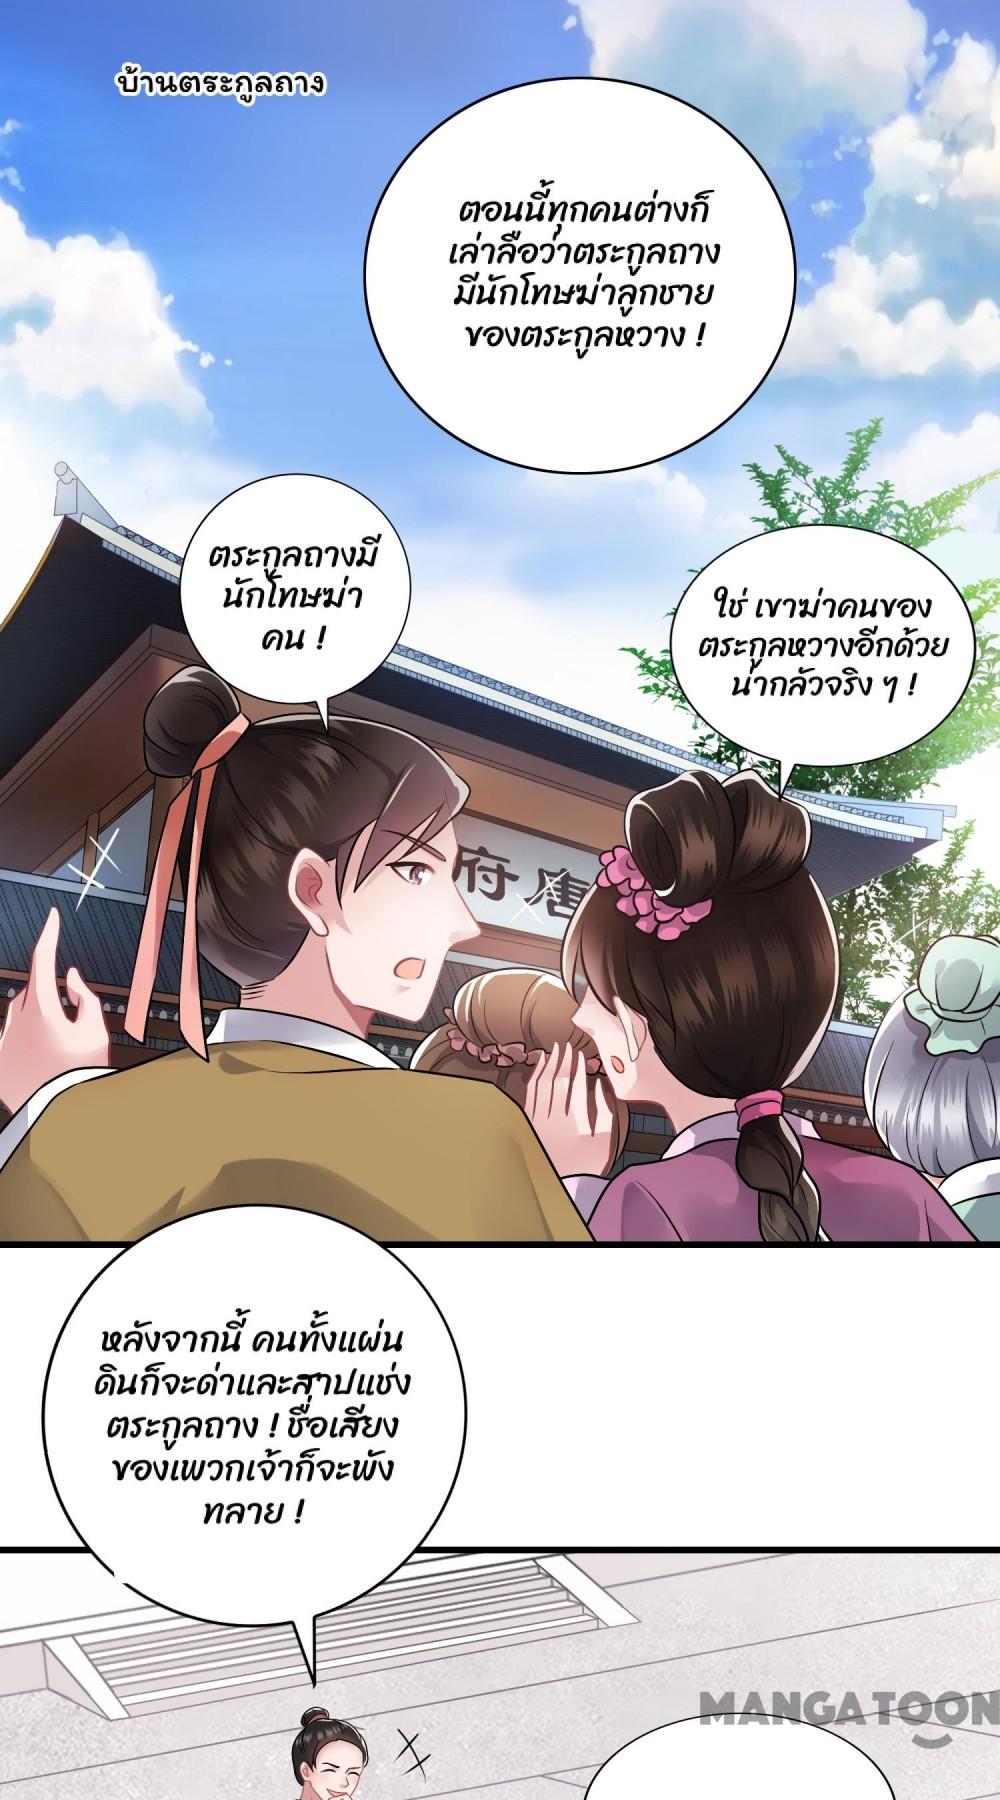 บ้านตระกูลถาง
ตอนนี้ทุกคนต่างก็
เล่าลือว่าตระกูลถาง
มีนักโทษฆ่าลูกชาย
ของตระกูลหวาง !
ตระกูลถางมี
นักโทษฆ่า
คน !
ใช่ เขาฆ่าคนของ
ตระกูลหวางอีกด้วย
น่ากลัวจริง ๆ !
府唐
หลังจากนี้ คนทั้งแผ่น
ดินก็จะด่าและสาปแช่ง
ตระกูลถาง ! ชื่อเสียง
ของเพวกเจ้าก็จะพัง
ทลาย !
MANGATOON